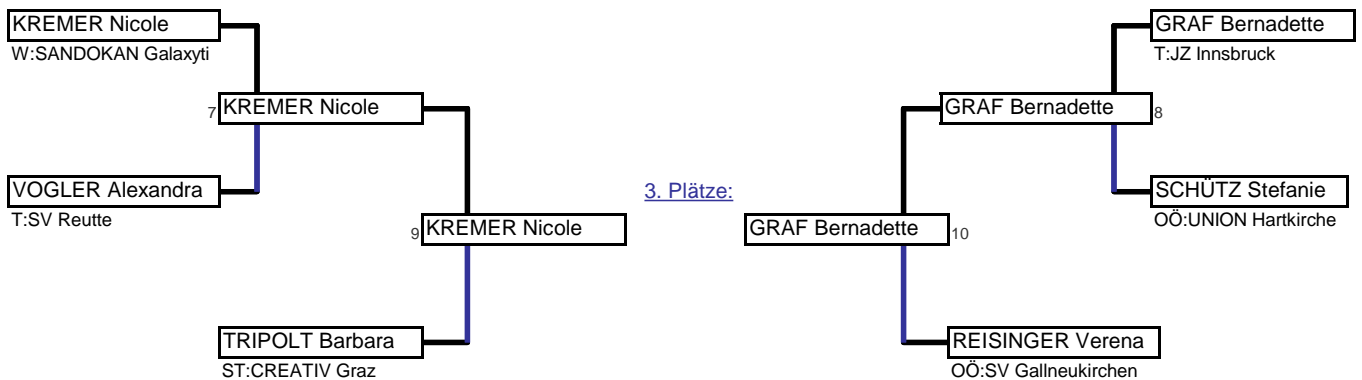 KREMER Nicole
W:SANDOKAN Galaxyti
7 KREMER Nicole
VOGLER Alexandra
T:SV Reutte
9 KREMER Nicole
TRIPOLT Barbara
ST:CREATIV Graz
3. Plätze:
GRAF Bernadette
T:JZ Innsbruck
GRAF Bernadette 8
SCHÜTZ Stefanie
OÖ:UNION Hartkirche
GRAF Bernadette 10
REISINGER Verena
OÖ:SV Gallneukirchen